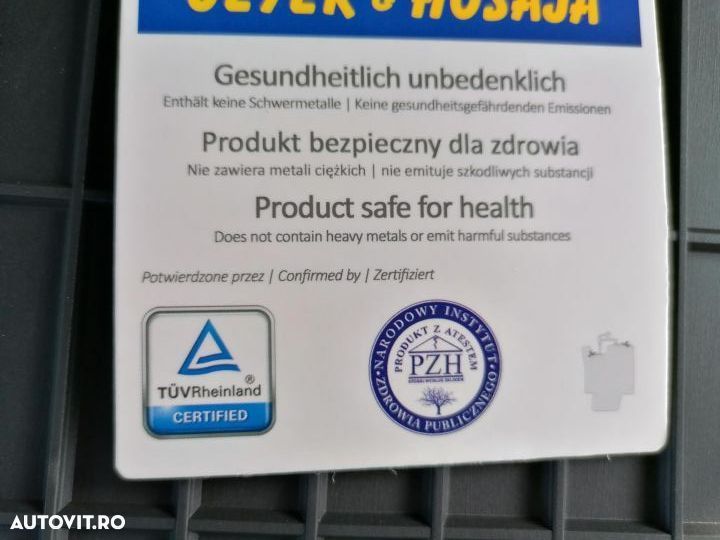 GEYER & HOSAJA
Gesundheitlich unbedenklich
Enthält keine Schwermetalle | Keine gesundheitsgefährdenden Emissionen
Produkt bezpieczny dla zdrowia
Nie zawiera metali ciężkich | nie emituje szkodliwych substancji
Product safe for health
Does not contain heavy metals or emit harmful substances
Potwierdzone przez | Confirmed by | Zertifiziert
TÜVRheinland®
CERTIFIED
NARODOWY INSTYTUT
ZDROWIA PUBLICZNEGO
PRODUKT Z ATESTEM
PZH
AUTOVIT.RO